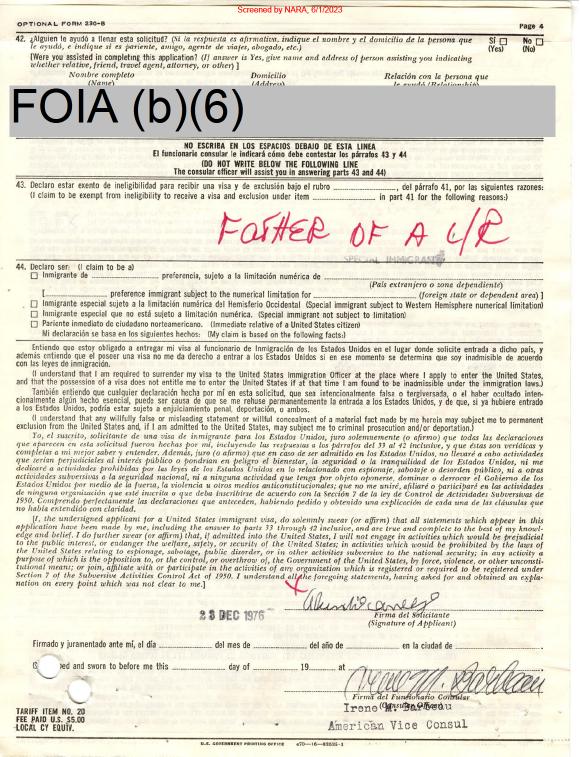 Screened by NARA, 6/1/2023
OPTIONAL FORM 230-B
Page 4
42. ¿Alguien le ayudó a llenar esta solicitud? (Si la respuesta es afirmativa, indique el nombre y el domicilio de la persona que Sí ☐ No ☐
le ayudó, e indique si es pariente, amigo, agente de viajes, abogado, etc.) (Yes) (No)
[Were you assisted in completing this application? (I answer is Yes, give name and address of person assisting you indicating
whether relative, friend, travel agent, attorney, or other)]
Nombre completo Domicilio Relación con la persona que
(Name) (Address) le ayudó (Relationship)
FOIA (b)(6)
NO ESCRIBA EN LOS ESPACIOS DEBAJO DE ESTA LINEA
El funcionario consular le indicará cómo debe contestar los párrafos 43 y 44
(DO NOT WRITE BELOW THE FOLLOWING LINE
The consular officer will assist you in answering parts 43 and 44)
43. Declaro estar exento de ineligibilidad para recibir una visa y de exclusión bajo el rubro ........, del párrafo 41, por las siguientes razones:
(I claim to be exempt from ineligibility to receive a visa and exclusion under item ........ in part 41 for the following reasons:)
FATHER OF A L/R
SPECIAL IMMIGRANT
44. Declaro ser: (I claim to be a)
☐ Inmigrante de ........ preferencia, sujeto a la limitación numérica de ........
(País extranjero o zona dependiente)
[........ preference immigrant subject to the numerical limitation for ........ (foreign state or dependent area) ]
☐ Inmigrante especial sujeto a la limitación numérica del Hemisferio Occidental (Special immigrant subject to Western Hemisphere numerical limitation)
☐ Inmigrante especial que no está sujeto a limitación numérica. (Special immigrant not subject to limitation)
☐ Pariente inmediato de ciudadano norteamericano. (Immediate relative of a United States citizen)
Mi declaración se basa en los siguientes hechos: (My claim is based on the following facts:)
Entiendo que estoy obligado a entregar mi visa al funcionario de Inmigración de los Estados Unidos en el lugar donde solicite entrada a dicho país, y
además entiendo que el poseer una visa no me da derecho a entrar a los Estados Unidos si en ese momento se determina que soy inadmisible de acuerdo
con las leyes de inmigración.
(I understand that I am required to surrender my visa to the United States Immigration Officer at the place where I apply to enter the United States,
and that the possession of a visa does not entitle me to enter the United States if at that time I am found to be inadmissible under the immigration laws.)
También entiendo que cualquier declaración hecha por mí en esta solicitud, que sea intencionalmente falsa o tergiversada, o el haber ocultado inten-
cionalmente algún hecho esencial, puede ser causa de que se me rehuse permanentemente la entrada a los Estados Unidos, y de que, si ya hubiere entrado
a los Estados Unidos, podría estar sujeto a enjuiciamiento penal, deportación, o ambos.
(I understand that any willfully false or misleading statement or willful concealment of a material fact made by me herein may subject me to permanent
exclusion from the United States and, if I am admitted to the United States, may subject me to criminal prosecution and/or deportation.)
Yo, el suscrito, solicitante de una visa de inmigrante para los Estados Unidos, juro solemnemente (o afirmo) que todas las declaraciones
que aparecen en esta solicitud fueron hechas por mí, incluyendo las respuestas a los párrafos del 33 al 42 inclusive, y que éstas son verídicas y
completas a mi mejor saber y entender. Además, juro (o afirmo) que en caso de ser admitido en los Estados Unidos, no llevaré a cabo actividades
que serían perjudiciales al interés público o pondrían en peligro el bienestar, la seguridad o la tranquilidad de los Estados Unidos, ni me
dedicaré a actividades prohibidas por las leyes de los Estados Unidos en lo relacionado con espionaje, sabotaje o desórden público, ni a otras
actividades subversivas a la seguridad nacional, ni a ninguna actividad que tenga por objeto oponerse, dominar o derrocar el Gobierno de los
Estados Unidos por medio de la fuerza, la violencia u otros medios anticonstitucionales; que no me uniré, afiliaré o participaré en las actividades
de ninguna organización que esté inscrita o que deba inscribirse de acuerdo con la Sección 7 de la ley de Control de Actividades Subversivas de
1950. Comprendo perfectamente las declaraciones que anteceden, habiendo pedido y obtenido una explicación de cada una de las cláusulas que
no había entendido con claridad.
[I, the undersigned applicant for a United States immigrant visa, do solemnly swear (or affirm) that all statements which appear in this
application have been made by me, including the answers to parts 33 through 42 inclusive, and are true and complete to the best of my knowl-
edge and belief. I do further swear (or affirm) that, if admitted into the United States, I will not engage in activities which would be prejudicial
to the public interest, or endanger the welfare, safety, or security of the United States; in activities which would be prohibited by the laws of
the United States relating to espionage, sabotage, public disorder, or in other activities subversive to the national security; in any activity a
purpose of which is the opposition to, or the control, or overthrow of, the Government of the United States, by force, violence, or other unconsti-
tutional means; or join, affiliate with or participate in the activities of any organization which is registered or required to be registered under
Section 7 of the Subversive Activities Control Act of 1950. I understand all the foregoing statements, having asked for and obtained an expla-
nation on every point which was not clear to me.]
X
23 DEC 1976
Firma del Solicitante
(Signature of Applicant)
Firmado y juramentado ante mí, el día ........ del mes de ........ del año de ........ en la ciudad de ........
ed and sworn to before me this ........ day of ........ 19 ........ at ........
Firma del Funcionario Consular
Irene M. Barbeau
American Vice Consul
TARIFF ITEM NO. 20
FEE PAID U.S. $5.00
LOCAL CY EQUIV.
U.S. GOVERNMENT PRINTING OFFICE